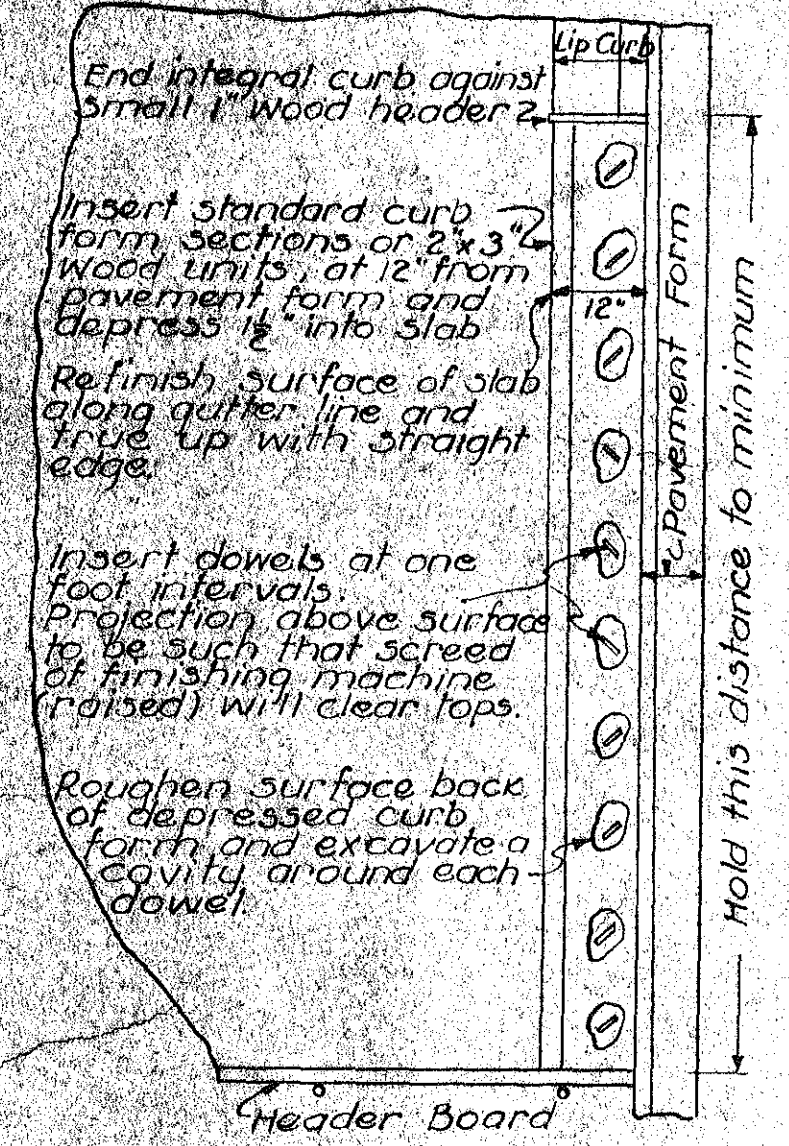 Lip Curb
End integral curb against
small 1" wood header
Insert standard curb
form sections or 2"x3"
wood units, at 12" from
pavement form and
depress 1½" into slab
12"
Refinish surface of slab
along gutter line and
true up with straight
edge.
Insert dowels at one
foot intervals.
Projection above surface
to be such that screed
of finishing machine
(raised) will clear tops.
Roughen surface back
of depressed curb
form and excavate a
cavity around each
dowel.
Pavement Form
Hold this distance to minimum
Header Board